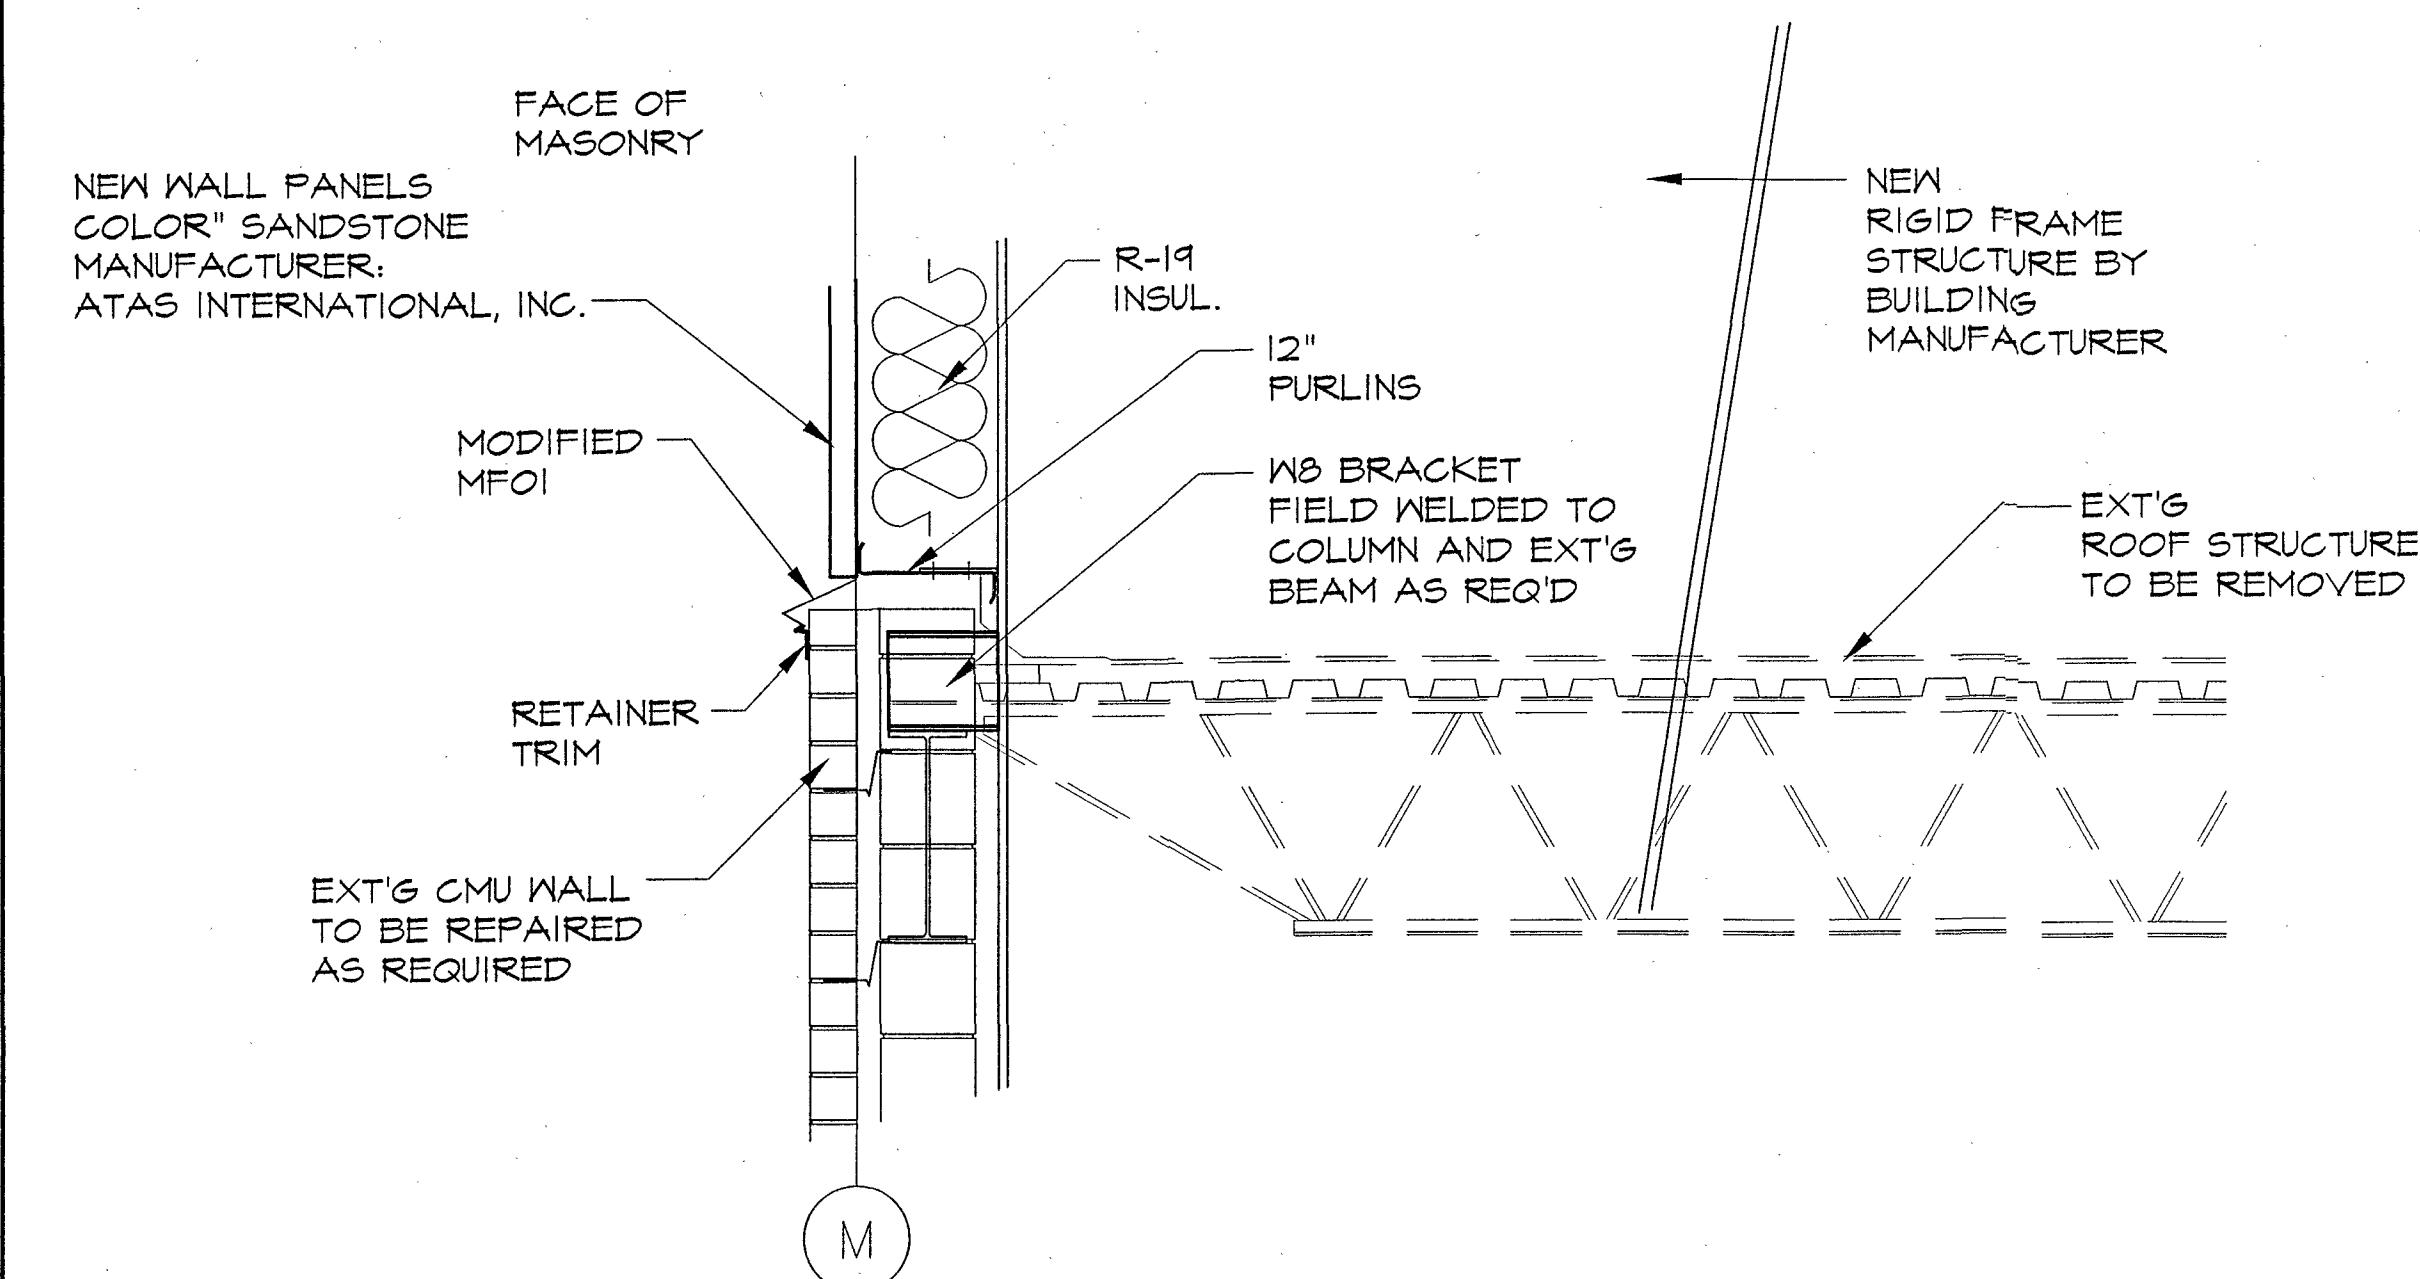 FACE OF
MASONRY
NEW WALL PANELS
COLOR" SANDSTONE
MANUFACTURER:
ATAS INTERNATIONAL, INC.
R-19
INSUL.
12"
PURLINS
NEW
RIGID FRAME
STRUCTURE BY
BUILDING
MANUFACTURER
MODIFIED
MF01
W8 BRACKET
FIELD WELDED TO
COLUMN AND EXT'G
BEAM AS REQ'D
EXT'G
ROOF STRUCTURE
TO BE REMOVED
RETAINER
TRIM
EXT'G CMU WALL
TO BE REPAIRED
AS REQUIRED
M